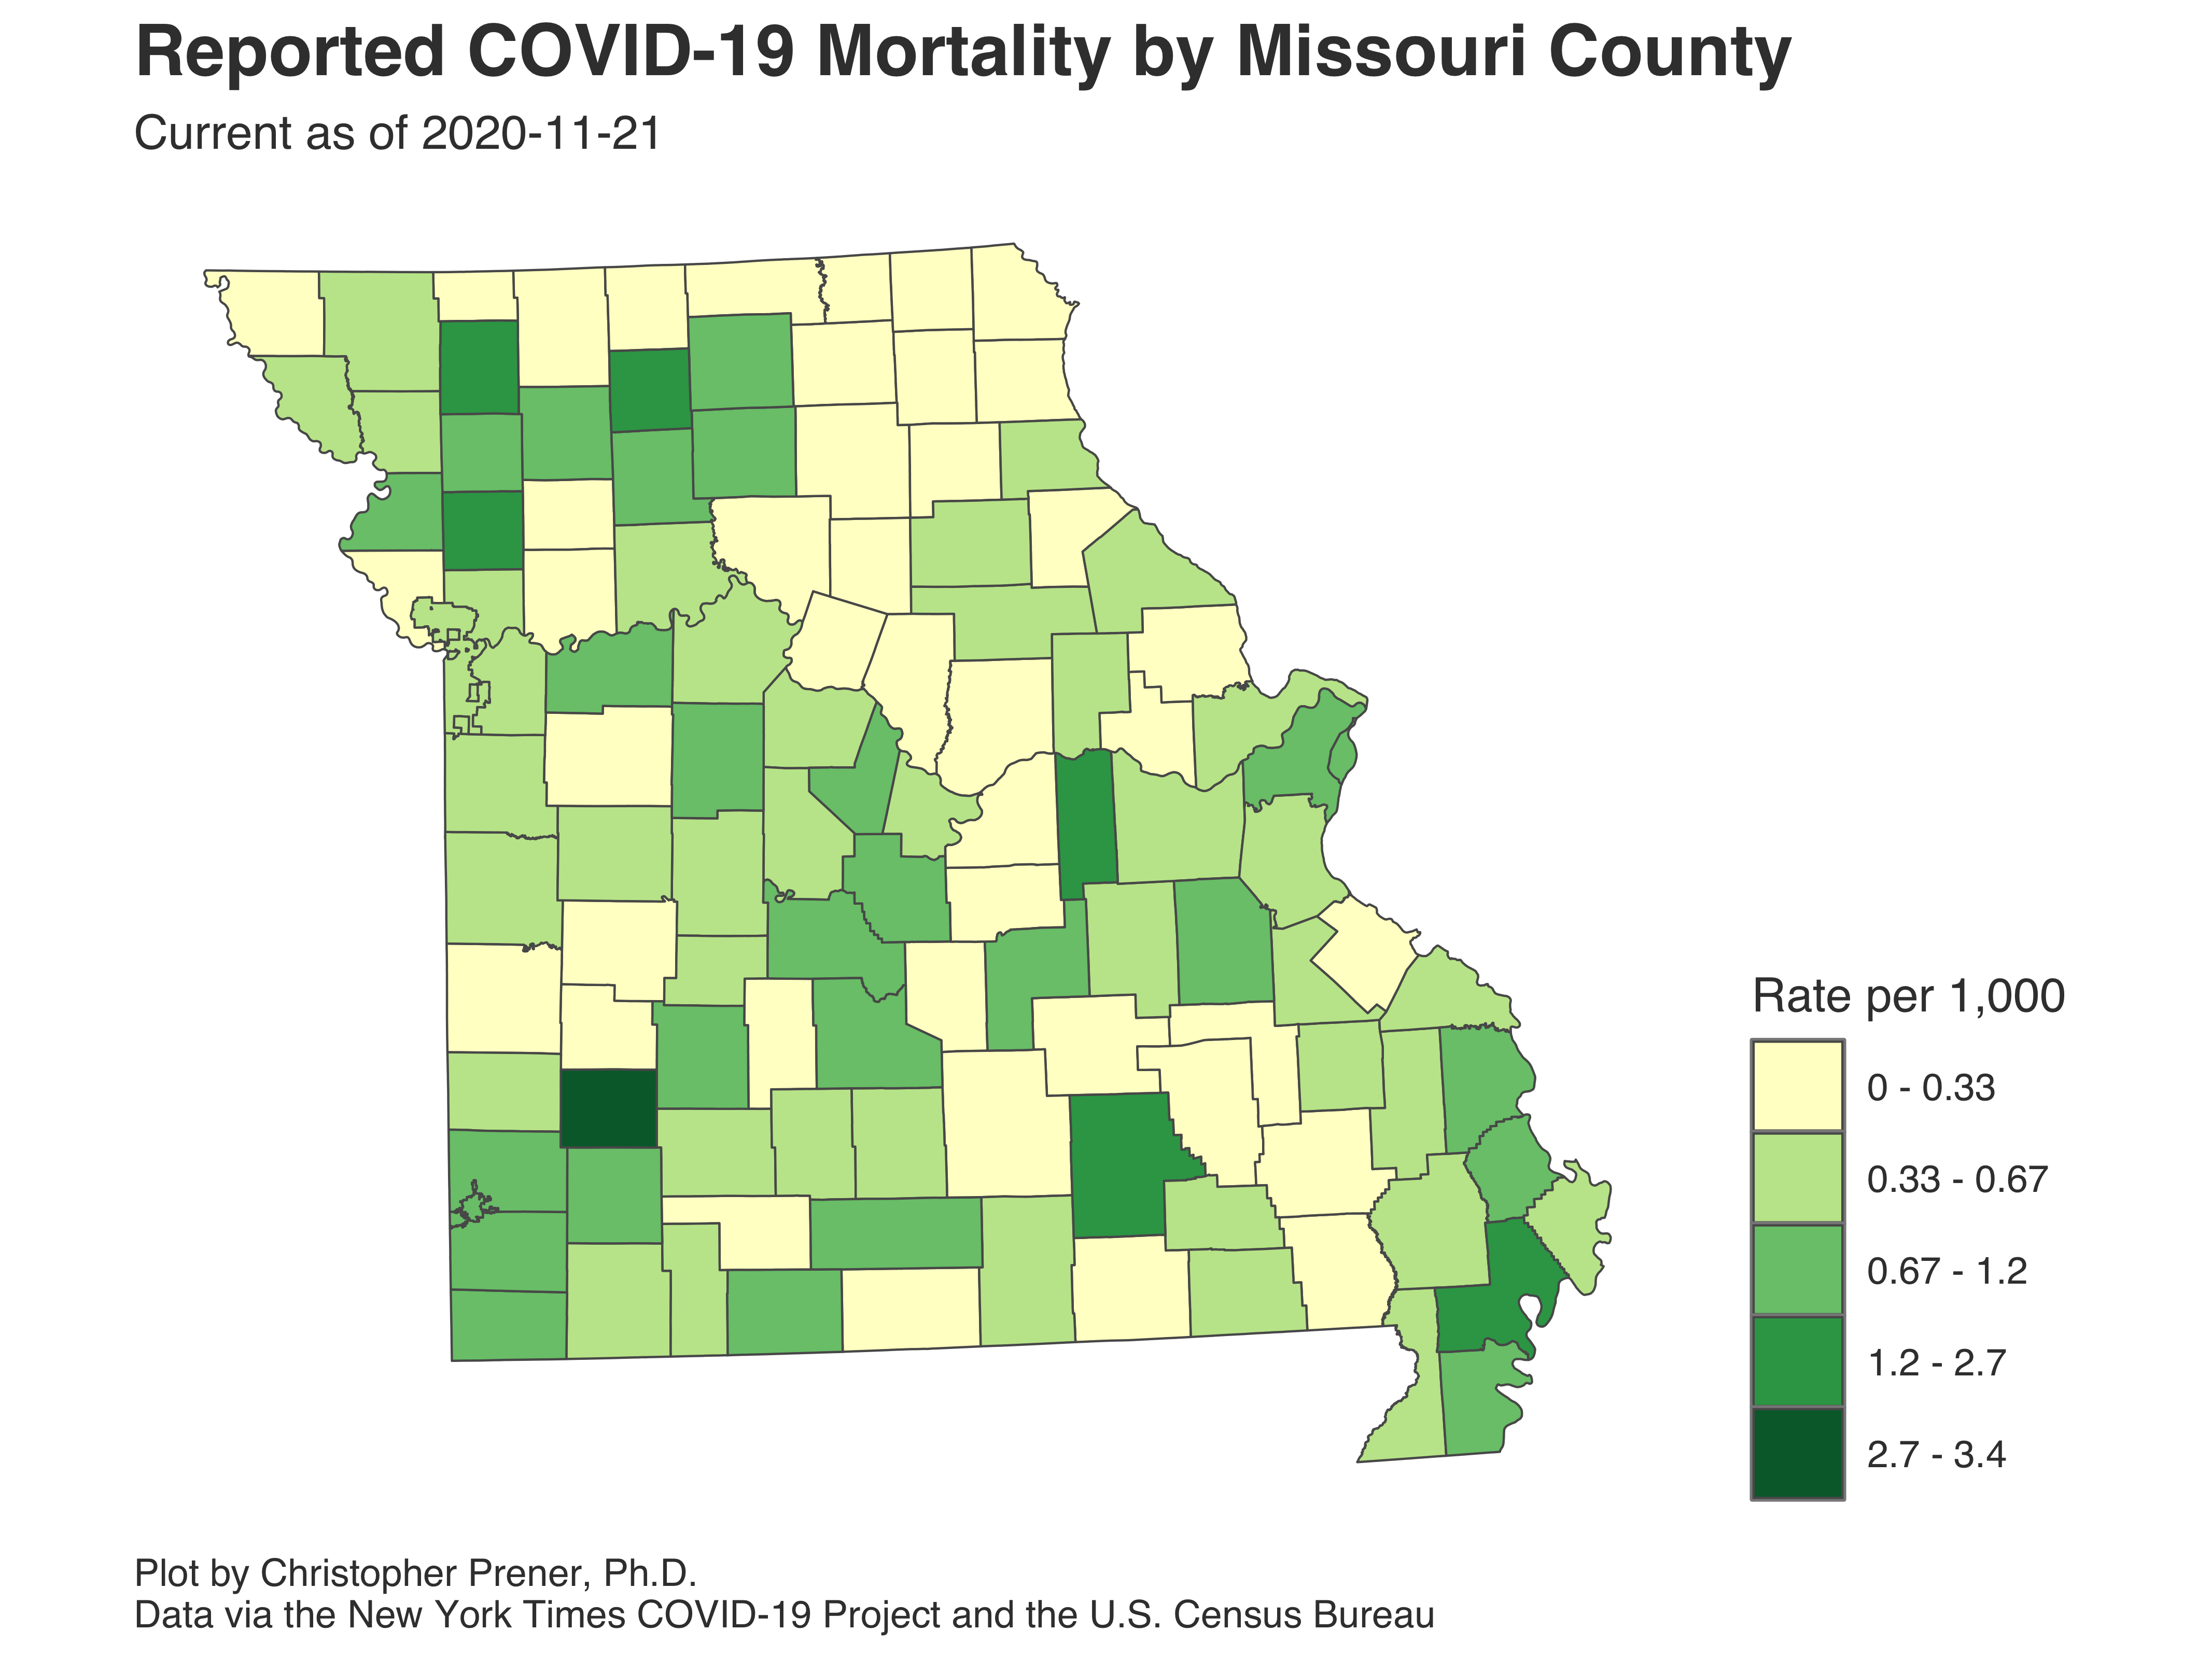 Reported COVID-19 Mortality by Missouri County
Current as of 2020-11-21
Rate per 1,000
0 - 0.33
0.33 - 0.67
0.67 - 1.2
1.2 - 2.7
2.7 - 3.4
Plot by Christopher Prener, Ph.D.
Data via the New York Times COVID-19 Project and the U.S. Census Bureau